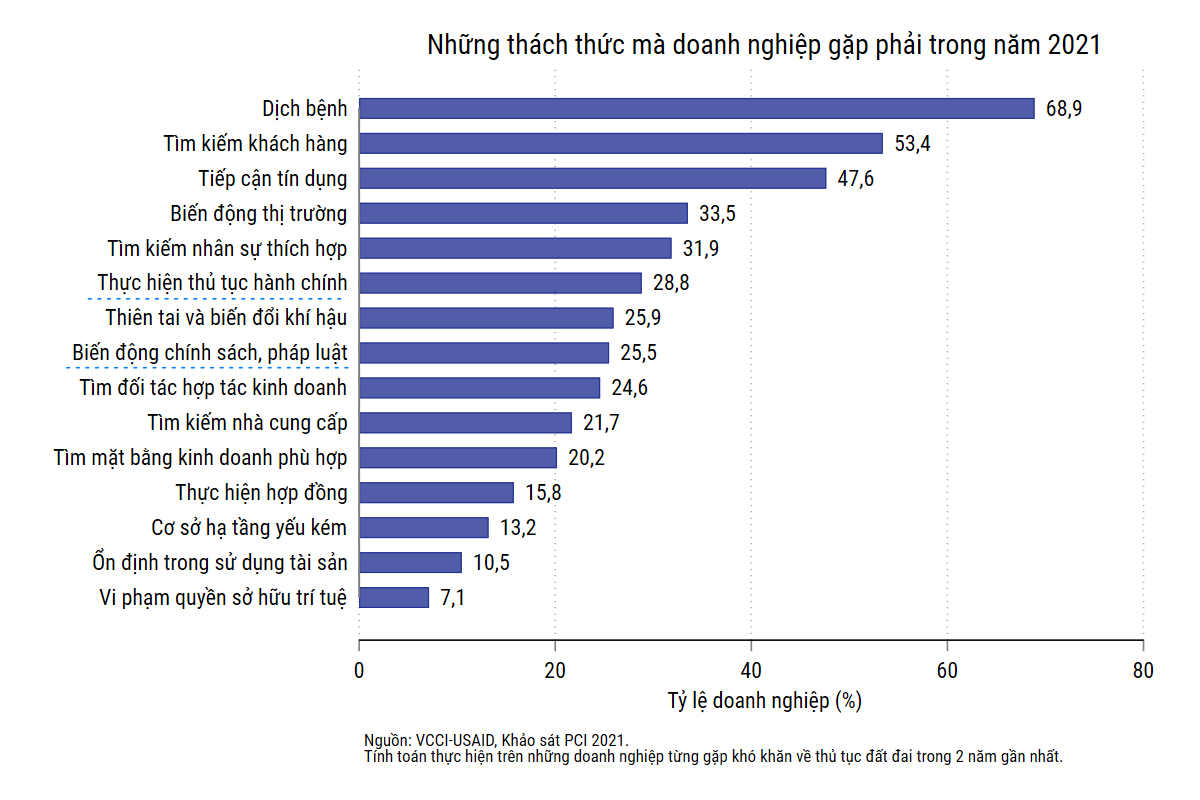 Những thách thức mà doanh nghiệp gặp phải trong năm 2021
Dịch bệnh 68,9
Tìm kiếm khách hàng 53,4
Tiếp cận tín dụng 47,6
Biến động thị trường 33,5
Tìm kiếm nhân sự thích hợp 31,9
Thực hiện thủ tục hành chính 28,8
Thiên tai và biến đổi khí hậu 25,9
Biến động chính sách, pháp luật 25,5
Tìm đối tác hợp tác kinh doanh 24,6
Tìm kiếm nhà cung cấp 21,7
Tìm mặt bằng kinh doanh phù hợp 20,2
Thực hiện hợp đồng 15,8
Cơ sở hạ tầng yếu kém 13,2
Ổn định trong sử dụng tài sản 10,5
Vi phạm quyền sở hữu trí tuệ 7,1
0 20 40 60 80
Tỷ lệ doanh nghiệp (%)
Nguồn: VCCI-USAID, Khảo sát PCI 2021.
Tính toán thực hiện trên những doanh nghiệp từng gặp khó khăn về thủ tục đất đai trong 2 năm gần nhất.